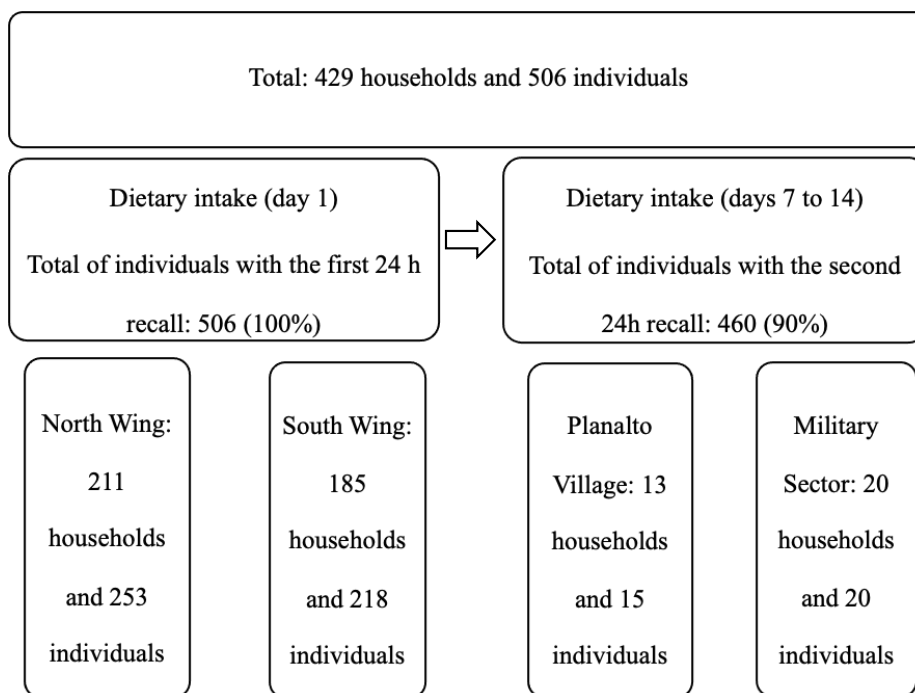 Total: 429 households and 506 individuals
Dietary intake (day 1)
Total of individuals with the first 24 h
recall: 506 (100%)
Dietary intake (days 7 to 14)
Total of individuals with the second
24h recall: 460 (90%)
North Wing:
211
households
and 253
individuals
South Wing:
185
households
and 218
individuals
Planalto
Village: 13
households
and 15
individuals
Military
Sector: 20
households
and 20
individuals